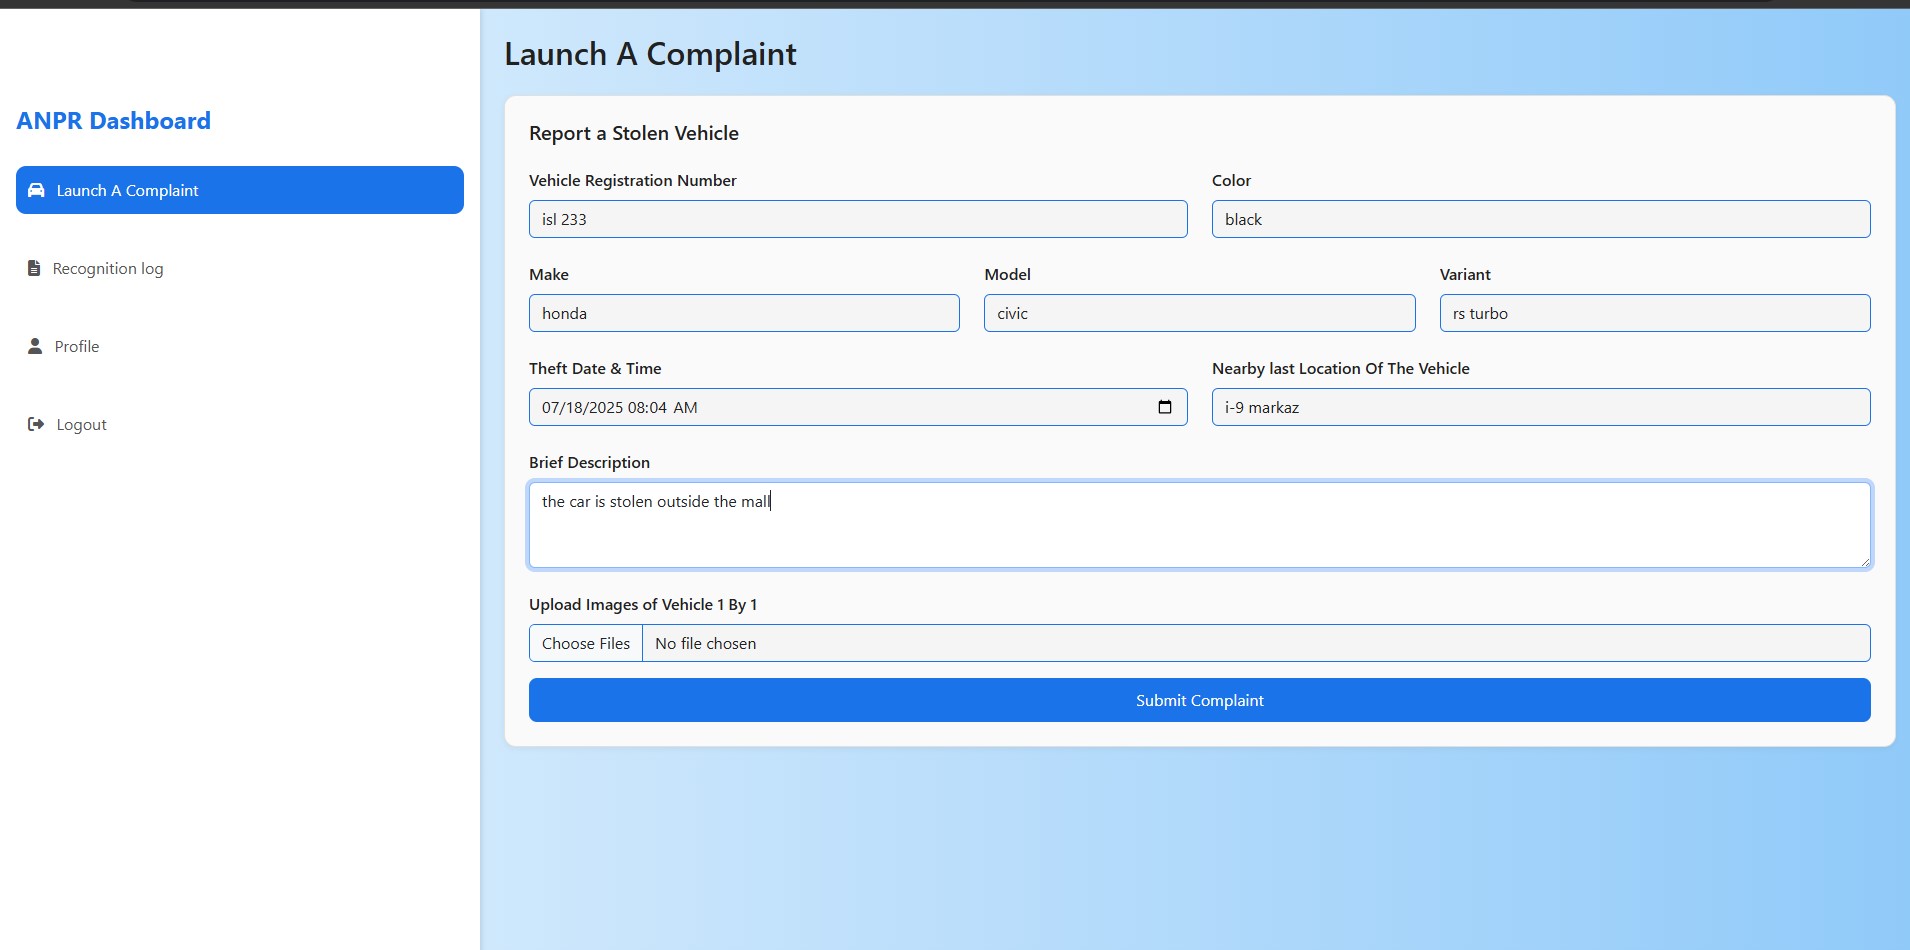 ANPR Dashboard
Launch A Complaint
Recognition log
Profile
Logout
Launch A Complaint
Report a Stolen Vehicle
Vehicle Registration Number
isl 233
Color
black
Make
honda
Model
civic
Variant
rs turbo
Theft Date & Time
07/18/2025 08:04 AM
Nearby last Location Of The Vehicle
i-9 markaz
Brief Description
the car is stolen outside the mall
Upload Images of Vehicle 1 By 1
Choose Files No file chosen
Submit Complaint